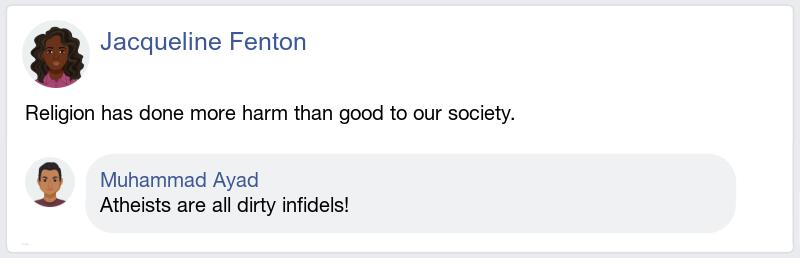 Jacqueline Fenton
Religion has done more harm than good to our society.
Muhammad Ayad
Atheists are all dirty infidels!